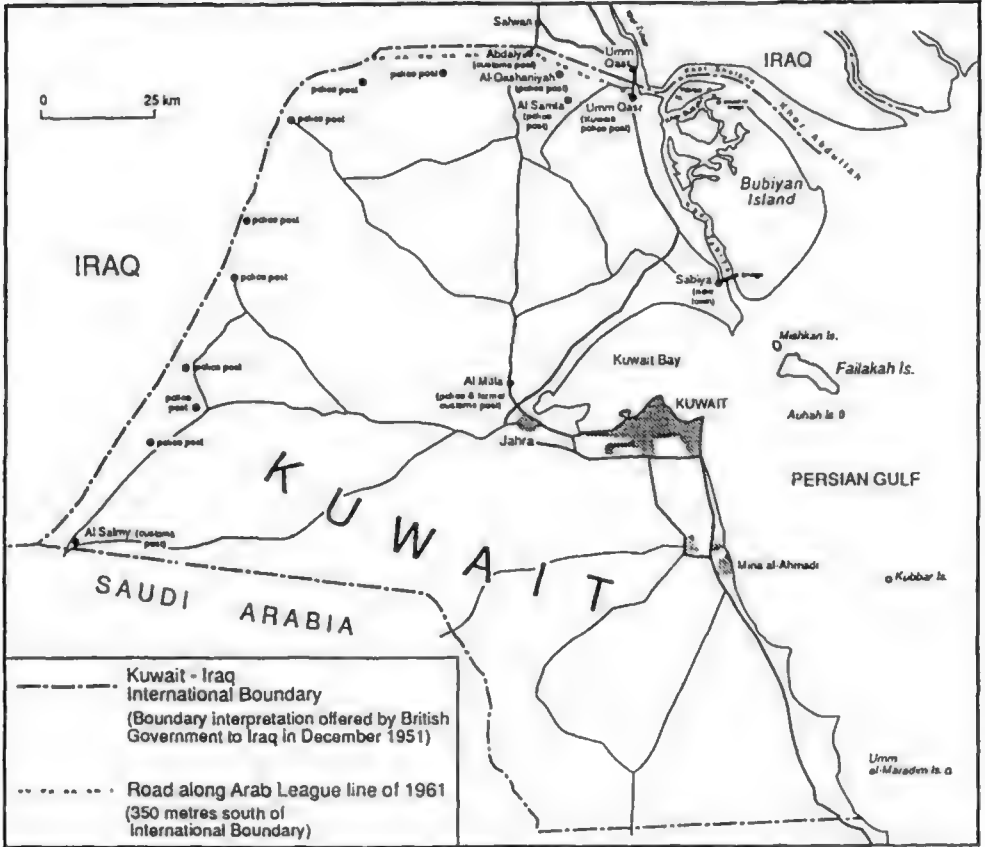 Safwan
Umm
Qasr
IRAQ
Abdaly
(customs post)
Al-Qashaniyah
(police post)
Al Samla
(police
post)
Umm Qasr
(Kuwait
police post)
police post
police post
police post
0 25 km
Khor Abdullah
Bubiyan
Island
police post
IRAQ
police post
Sabiya
(new
town)
Mishkan Is.
Failakah Is.
Kuwait Bay
police post
Al Mitla
(police & former
customs post)
police
post
KUWAIT
Auhah Is
Jahra
police post
KUWAIT
PERSIAN GULF
Al Salmy (customs
post)
Mina al-Ahmadi
Kubbar Is.
SAUDI ARABIA
Kuwait - Iraq
International Boundary
(Boundary interpretation offered by British
Government to Iraq in December 1951)
Umm
al-Maradim Is.
Road along Arab League line of 1961
(350 metres south of
International Boundary)